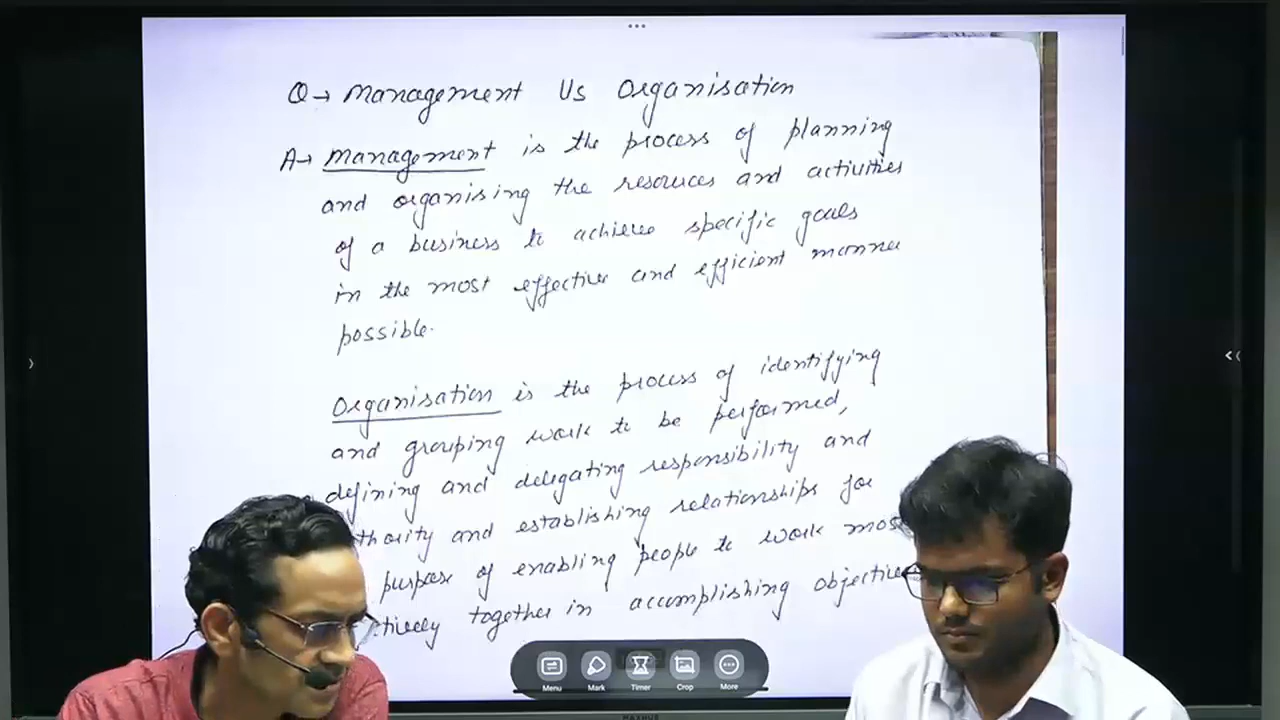 Q→ Management Vs Organisation
A→ Management is the process of planning
and organising the resources and activities
of a business to achieve specific goals
in the most effective and efficient manner
possible.
Organisation is the process of identifying
and grouping work to be performed,
defining and delegating responsibility and
thority and establishing relationships for
purpose of enabling people to work most
tively together in accomplishing objectives
Menu
Mark
Timer
Crop
More
MAXHUB